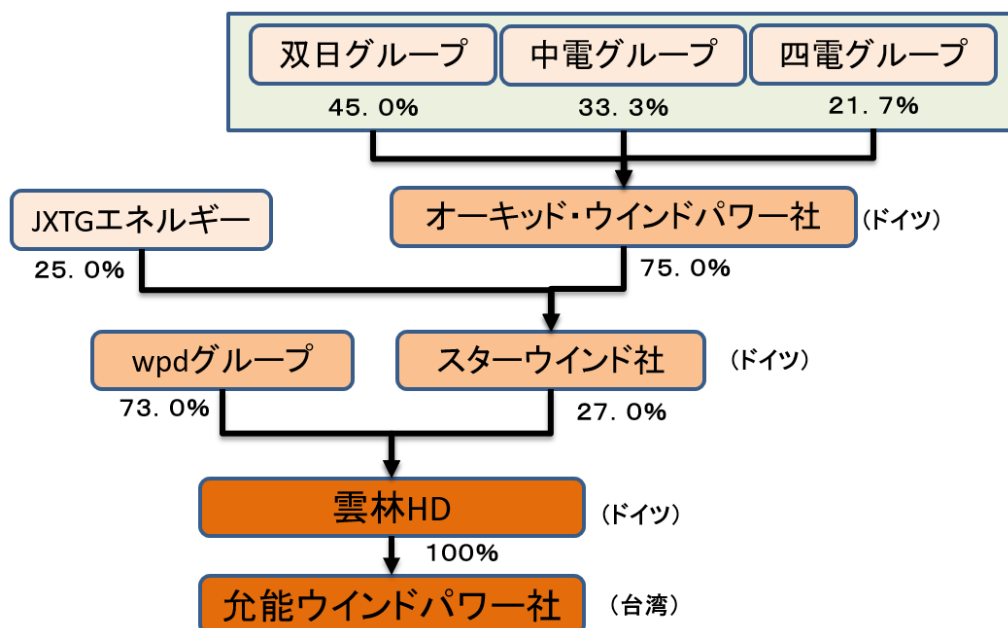 双日グループ 中電グループ 四電グループ
45. 0% 33. 3% 21. 7%
JXTGエネルギー オーキッド・ウインドパワー社 (ドイツ)
25. 0% 75. 0%
wpdグループ スターウインド社 (ドイツ)
73. 0% 27. 0%
雲林HD (ドイツ)
100%
允能ウインドパワー社 (台湾)